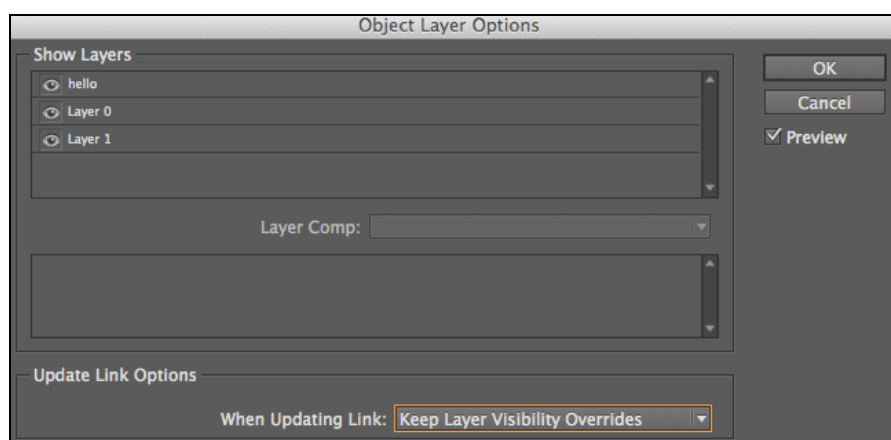 Object Layer Options
Show Layers
hello
Layer 0
Layer 1
Layer Comp:
OK
Cancel
Preview
Update Link Options
When Updating Link: Keep Layer Visibility Overrides